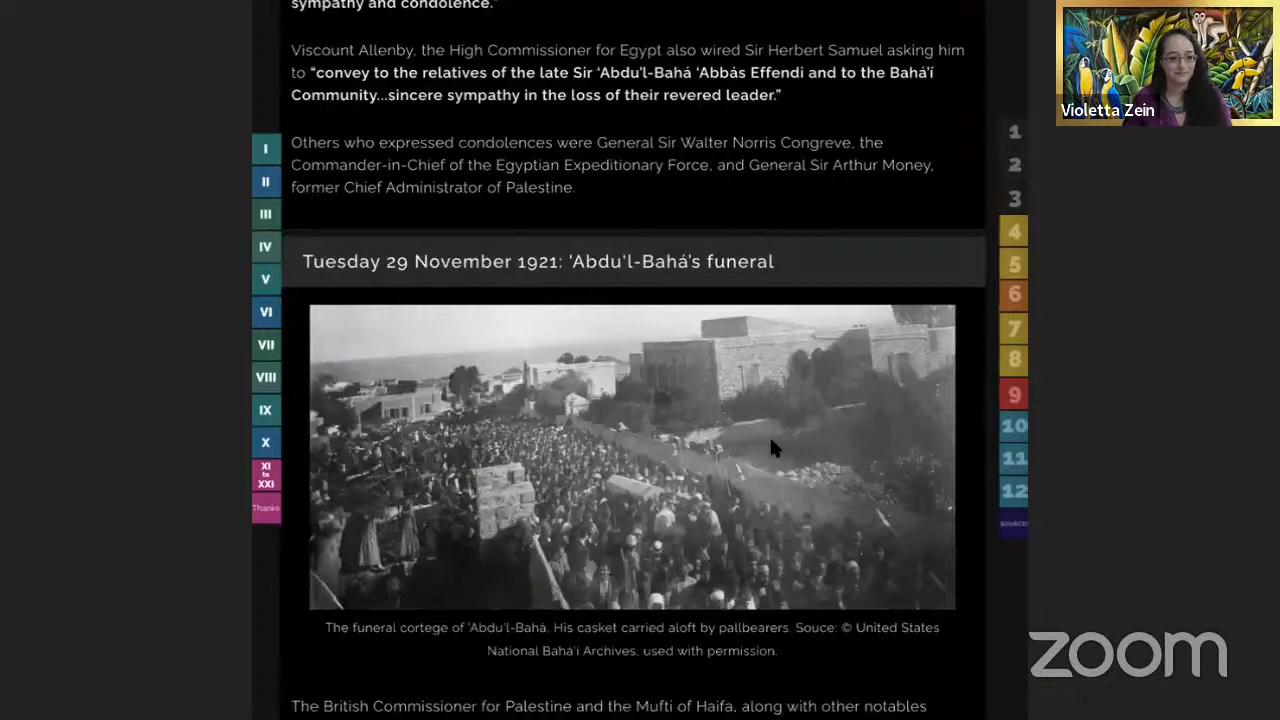 sympathy and condolence.”
Viscount Allenby, the High Commissioner for Egypt also wired Sir Herbert Samuel asking him
to “convey to the relatives of the late Sir ‘Abdu’l-Bahá ‘Abbás Effendi and to the Bahá’í
Community...sincere sympathy in the loss of their revered leader.”
Others who expressed condolences were General Sir Walter Norris Congreve, the
Commander-in-Chief of the Egyptian Expeditionary Force, and General Sir Arthur Money,
former Chief Administrator of Palestine.
Tuesday 29 November 1921: ‘Abdu’l-Bahá’s funeral
The funeral cortege of ‘Abdu’l-Bahá. His casket carried aloft by pallbearers. Souce: © United States
National Bahá’í Archives, used with permission.
The British Commissioner for Palestine and the Mufti of Haifa, along with other notables
I
II
III
IV
V
VI
VII
VIII
IX
X
XI
to
XXI
Thanks
1
2
3
4
5
6
7
8
9
10
11
12
SOURCES
Violetta Zein
zoom